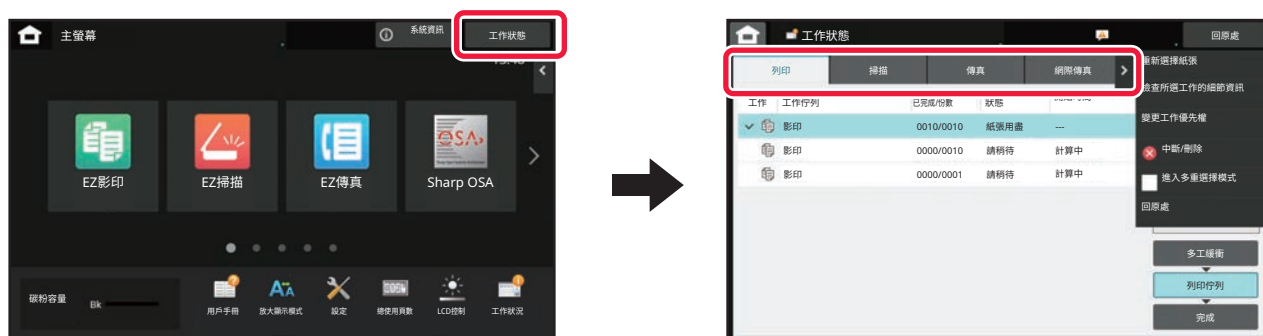 主螢幕
系統資訊
工作狀態
EZ影印
EZ掃描
EZ傳真
OSA
Sharp OSA
碳粉容量
Bk
用戶手冊
放大顯示模式
設定
總使用頁數
LCD控制
工作狀況
工作狀態
回原處
列印
掃描
傳真
網際傳真
工作 工作佇列 已完成/份數 狀態
影印 0010/0010 紙張用盡 ---
影印 0000/0010 請稍待 計算中
影印 0000/0001 請稍待 計算中
重新選擇紙張
檢查所選工作的細節資訊
變更工作優先權
中斷/刪除
進入多重選擇模式
回原處
多工緩衝
列印佇列
完成